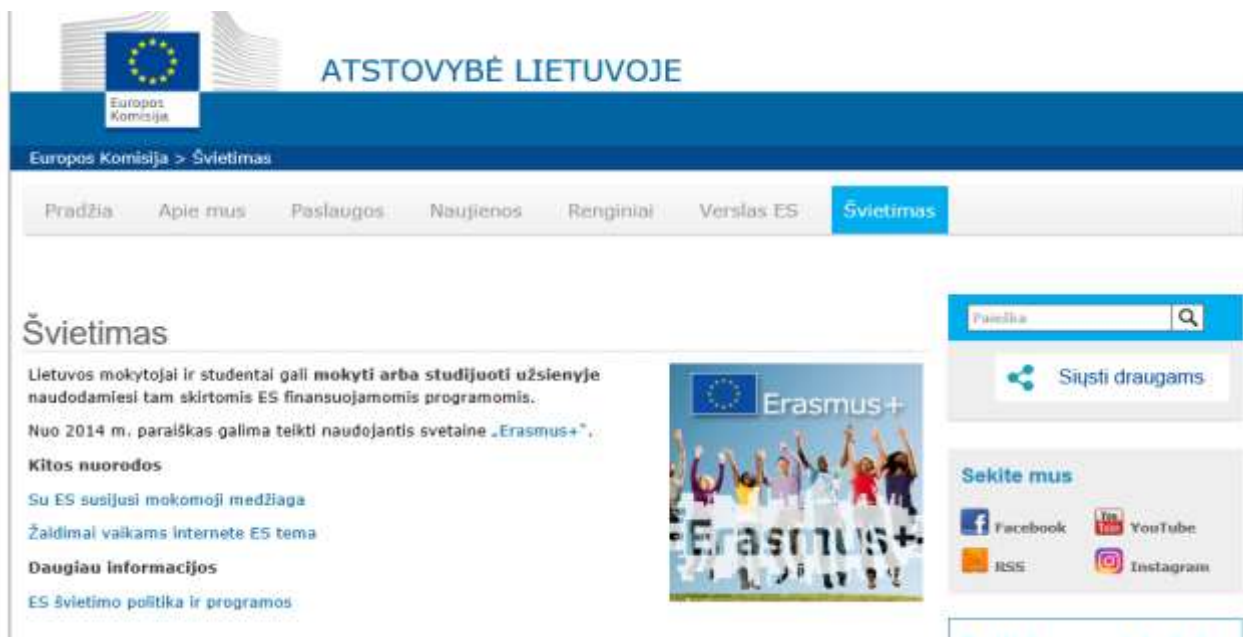 ATSTOVYBĖ LIETUVOJE
Europos
Komisija
Europos Komisija > Švietimas
Pradžia Apie mus Paslaugos Naujienos Renginiai Verslas ES Švietimas
Švietimas
Lietuvos mokytojai ir studentai gali mokyti arba studijuoti užsienyje
naudodamiesi tam skirtomis ES finansuojamomis programomis.
Nuo 2014 m. paraiškas galima teikti naudojantis svetaine „Erasmus+“.
Kitos nuorodos
Su ES susijusi mokomoji medžiaga
Žaidimai vaikams internete ES tema
Daugiau informacijos
ES švietimo politika ir programos
Erasmus+
Erasmus+
Paieška
Siųsti draugams
Sekite mus
Facebook YouTube
RSS Instagram